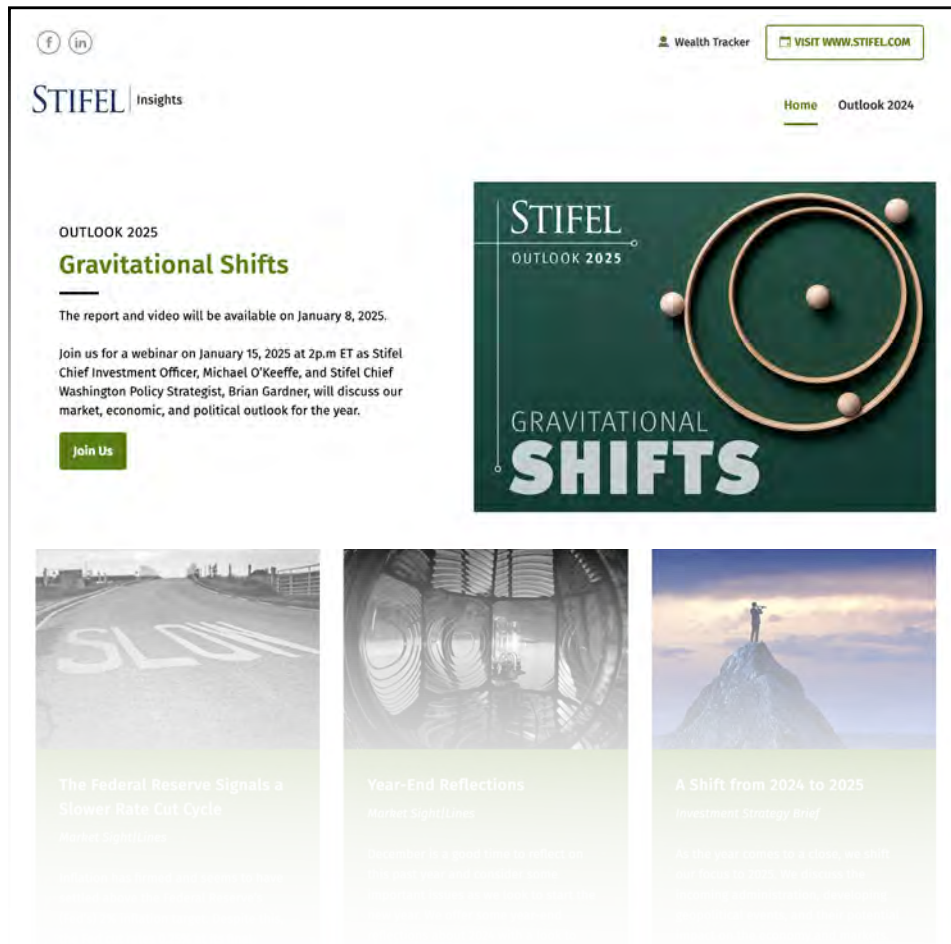 Wealth Tracker
VISIT WWW.STIFEL.COM
STIFEL | Insights
Home
Outlook 2024
OUTLOOK 2025
Gravitational Shifts
The report and video will be available on January 8, 2025.
Join us for a webinar on January 15, 2025 at 2p.m ET as Stifel
Chief Investment Officer, Michael O'Keeffe, and Stifel Chief
Washington Policy Strategist, Brian Gardner, will discuss our
market, economic, and political outlook for the year.
Join Us
STIFEL
OUTLOOK 2025
GRAVITATIONAL
SHIFTS
SLOW
The Federal Reserve Signals a
Slower Rate Cut Cycle
Market Sight|Lines
Year-End Reflections
Market Sight|Lines
A Shift from 2024 to 2025
Investment Strategy Brief